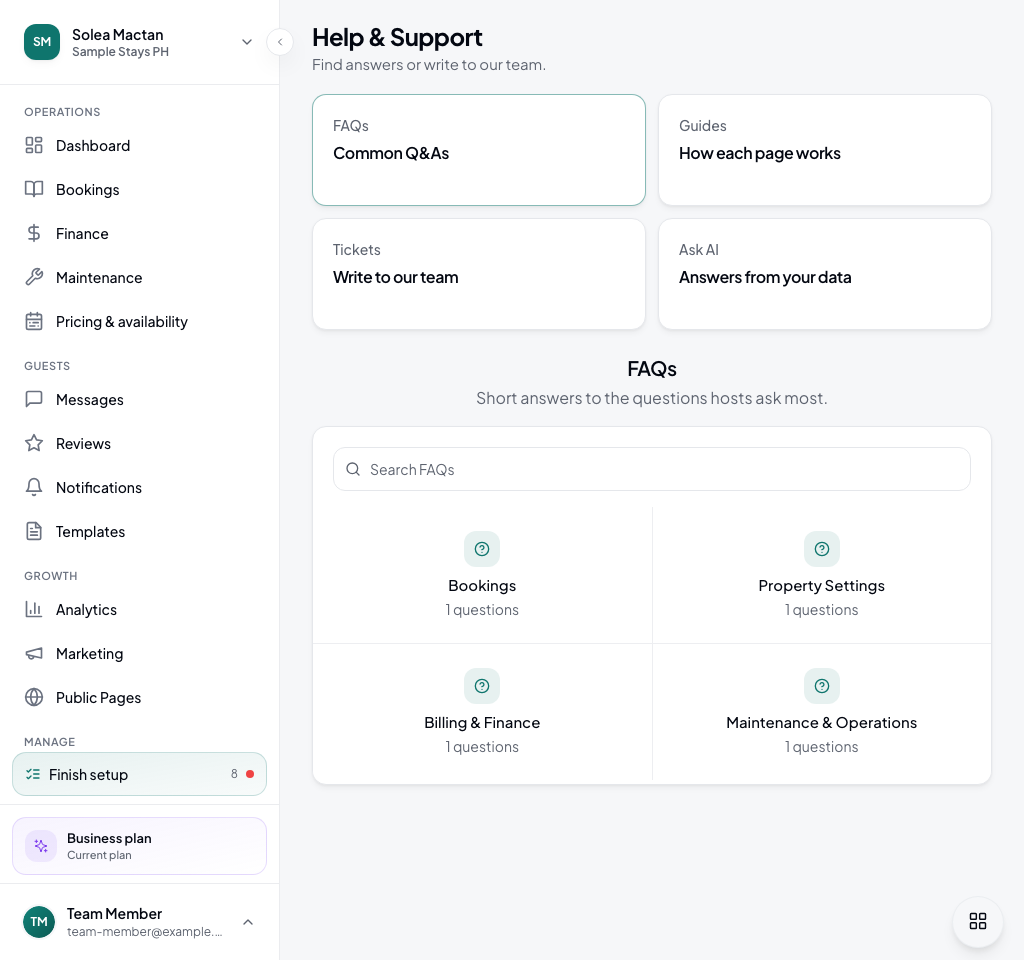 SM
Solea Mactan
Sample Stays PH
OPERATIONS
Dashboard
Bookings
Finance
Maintenance
Pricing & availability
GUESTS
Messages
Reviews
Notifications
Templates
GROWTH
Analytics
Marketing
Public Pages
MANAGE
Finish setup
8
Business plan
Current plan
TM
Team Member
team-member@example....
Help & Support
Find answers or write to our team.
FAQs
Common Q&As
Guides
How each page works
Tickets
Write to our team
Ask AI
Answers from your data
FAQs
Short answers to the questions hosts ask most.
Search FAQs
Bookings
1 questions
Property Settings
1 questions
Billing & Finance
1 questions
Maintenance & Operations
1 questions